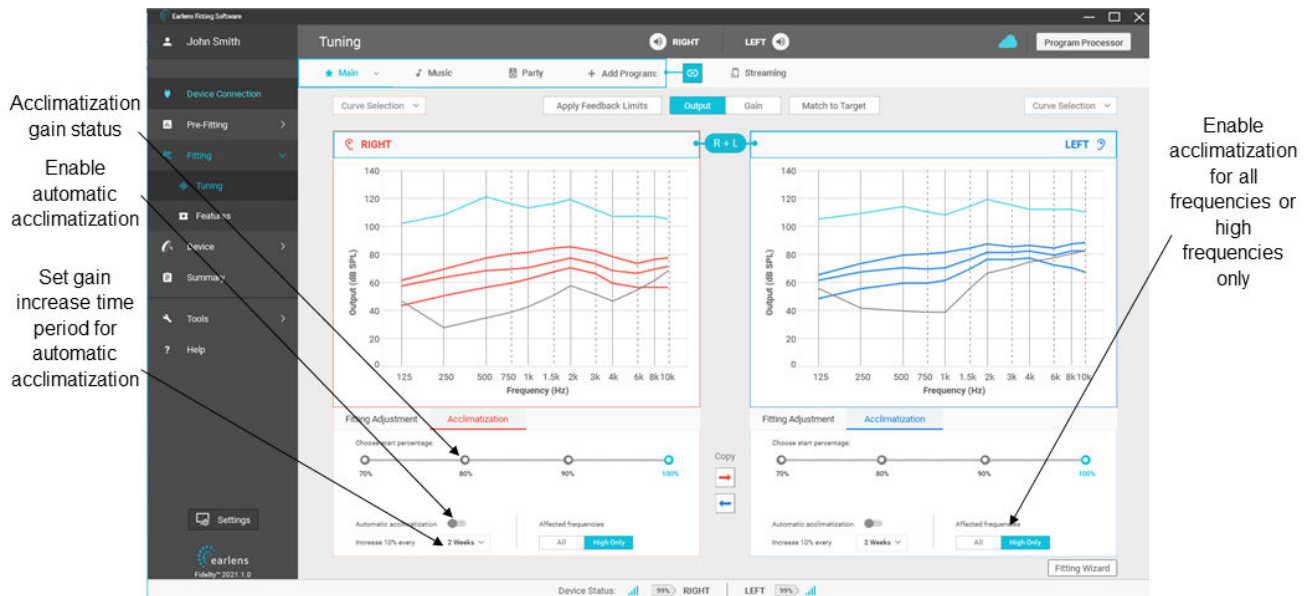 Earlens Fitting Software
John Smith
Tuning
RIGHT
LEFT
Program Processor
Main
Music
Party
+ Add Program:
Streaming
Device Connection
Pre-Fitting
Fitting
Tuning
Features
Device
Summary
Tools
? Help
Settings
earlens
Fidelity™ 2021.1.0
Acclimatization
gain status
Enable
automatic
acclimatization
Set gain
increase time
period for
automatic
acclimatization
Curve Selection
Apply Feedback Limits
Output
Gain
Match to Target
Curve Selection
RIGHT
R + L
LEFT
Output (dB SPL)
140
120
100
80
60
40
20
0
125 250 500 750 1k 1.5k 2k 3k 4k 6k 8k 10k
Frequency (Hz)
Output (dB SPL)
140
120
100
80
60
40
20
0
125 250 500 750 1k 1.5k 2k 3k 4k 6k 8k 10k
Frequency (Hz)
Fitting Adjustment
Acclimatization
Choose start percentage:
70% 80% 90% 100%
Automatic acclimatization
Increase 10% every
2 Weeks
Affected frequencies
All
High Only
Copy
Fitting Adjustment
Acclimatization
Choose start percentage:
70% 80% 90% 100%
Automatic acclimatization
Increase 10% every
2 Weeks
Affected frequencies
All
High Only
Fitting Wizard
Device Status: 99% RIGHT LEFT 99%
Enable
acclimatization
for all
frequencies or
high
frequencies
only